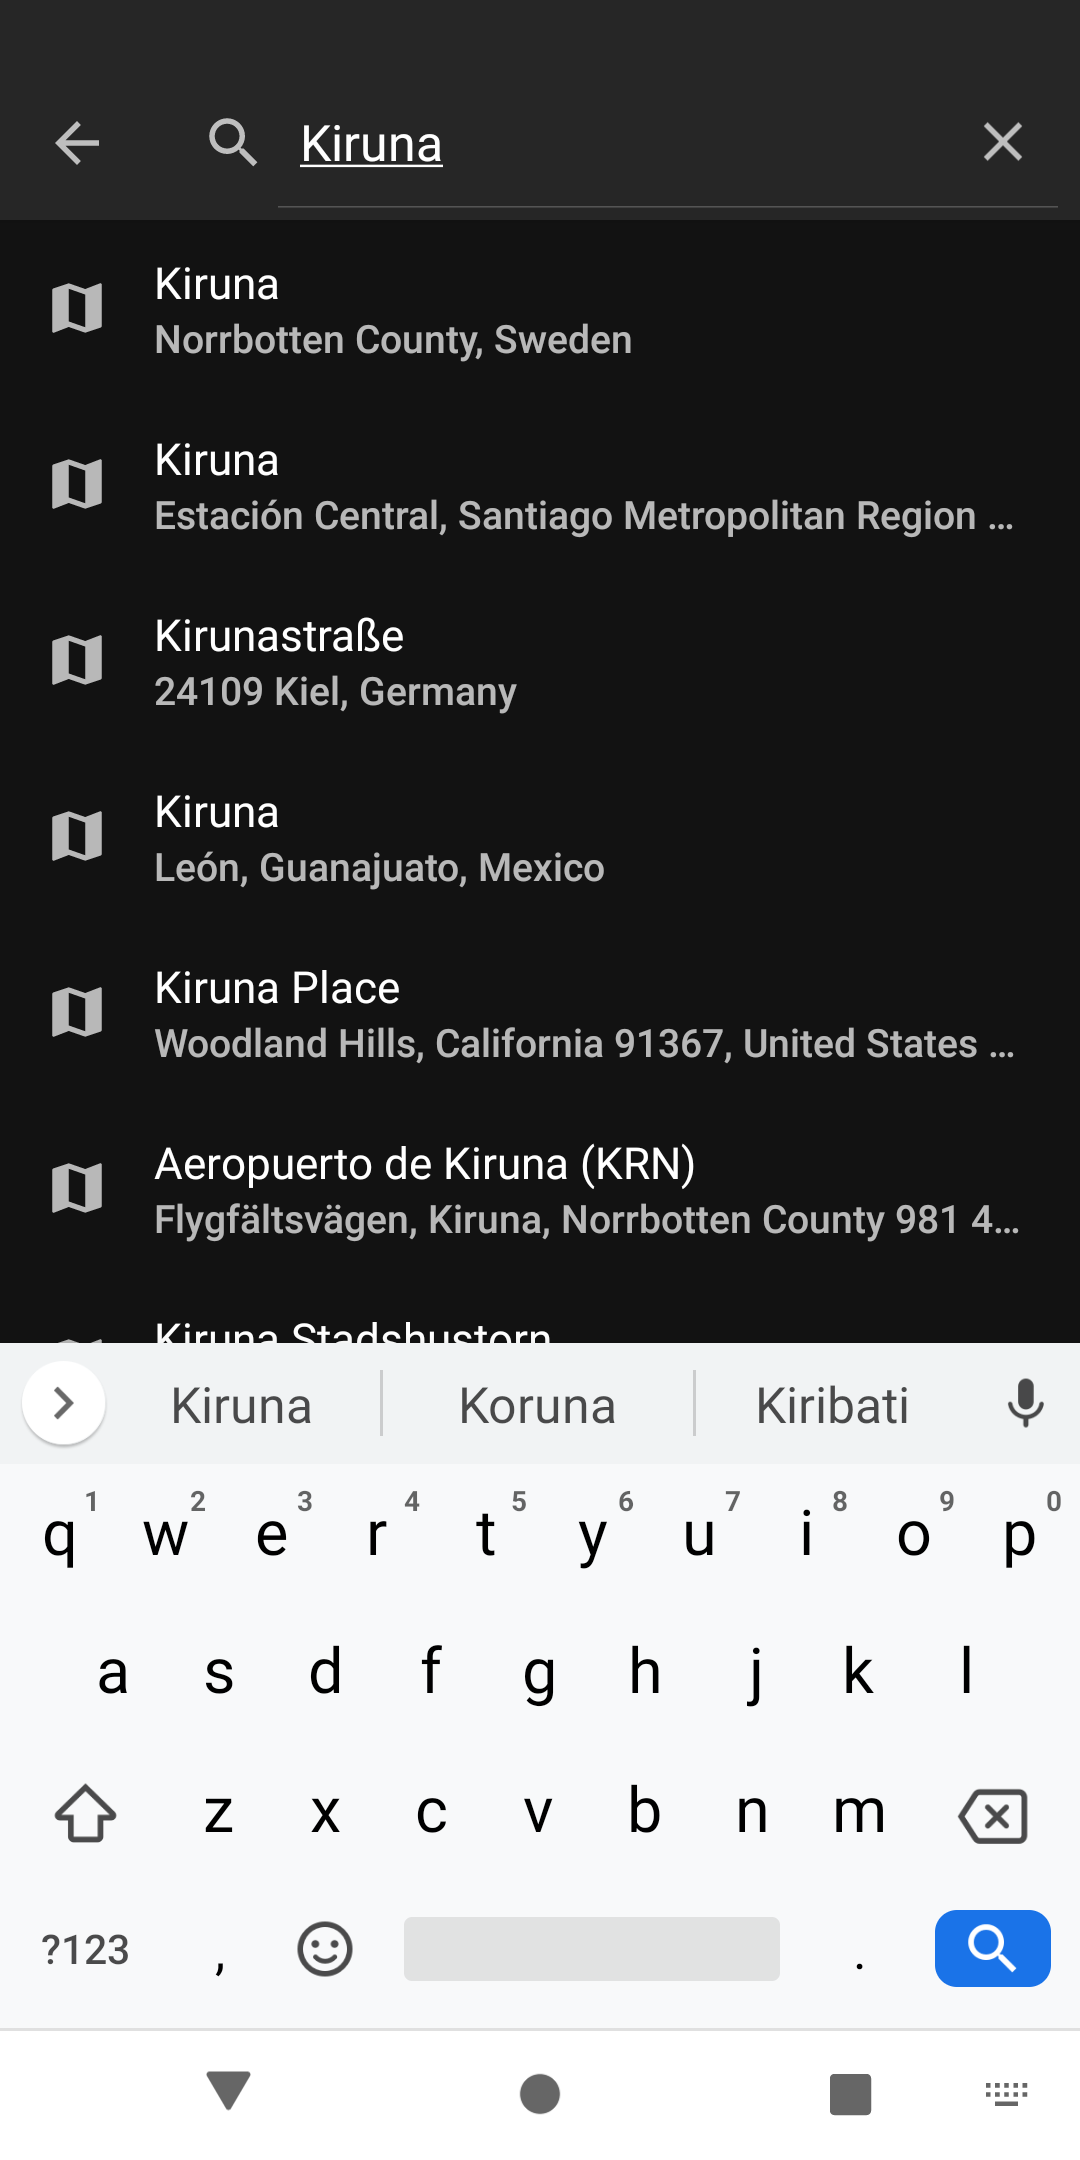 Kiruna
Kiruna
Norrbotten County, Sweden
Kiruna
Estación Central, Santiago Metropolitan Region ...
Kirunastraße
24109 Kiel, Germany
Kiruna
León, Guanajuato, Mexico
Kiruna Place
Woodland Hills, California 91367, United States ...
Aeropuerto de Kiruna (KRN)
Flygfältsvägen, Kiruna, Norrbotten County 981 4...
Kiruna Stadshustorn
Kiruna Koruna Kiribati
1 2 3 4 5 6 7 8 9 0
q w e r t y u i o p
a s d f g h j k l
z x c v b n m
?123 , .